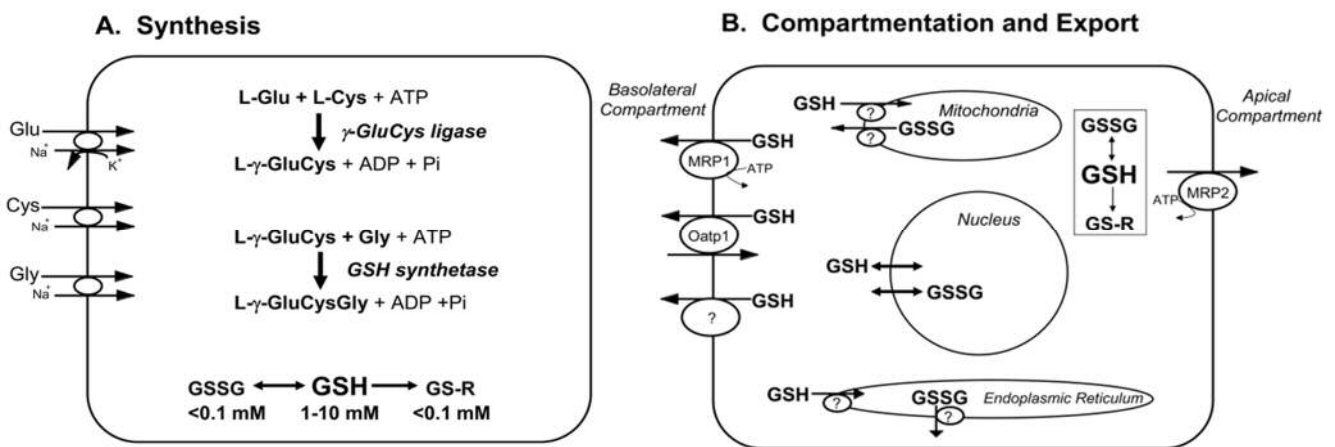 A. Synthesis
L-Glu + L-Cys + ATP
γ-GluCys ligase
L-γ-GluCys + ADP + Pi
Glu
Na+
K+
Cys
Na+
Gly
Na+
L-γ-GluCys + Gly + ATP
GSH synthetase
L-γ-GluCysGly + ADP +Pi
GSSG GSH GS-R
<0.1 mM 1-10 mM <0.1 mM
B. Compartmentation and Export
Basolateral
Compartment
Apical
Compartment
GSH
Mitochondria
?
GSSG
?
GSH
MRP1
ATP
GSH
Oatp1
GSH
?
Nucleus
GSH
GSSG
GSSG
GSH
GS-R
ATP
MRP2
GSH
?
GSSG
?
Endoplasmic Reticulum